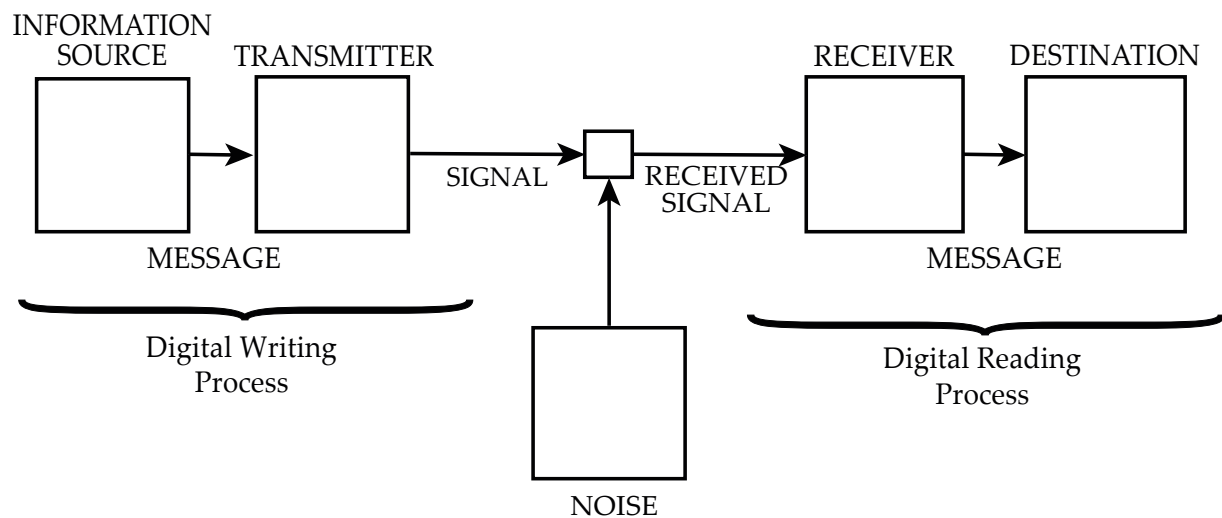 INFORMATION
SOURCE
TRANSMITTER
RECEIVER
DESTINATION
SIGNAL
RECEIVED
SIGNAL
MESSAGE
MESSAGE
Digital Writing
Process
Digital Reading
Process
NOISE